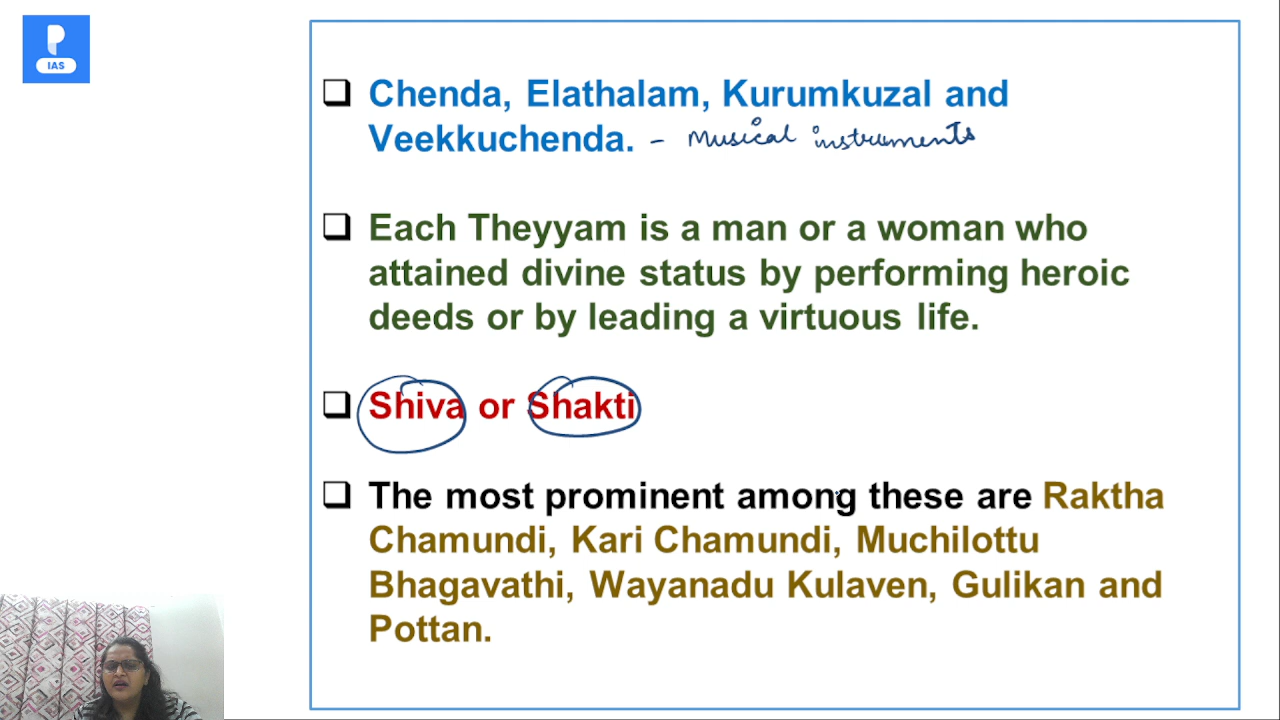 IAS
Chenda, Elathalam, Kurumkuzal and
Veekkuchenda. - Musical instruments
Each Theyyam is a man or a woman who
attained divine status by performing heroic
deeds or by leading a virtuous life.
Shiva or Shakti
The most prominent among these are Raktha
Chamundi, Kari Chamundi, Muchilottu
Bhagavathi, Wayanadu Kulaven, Gulikan and
Pottan.